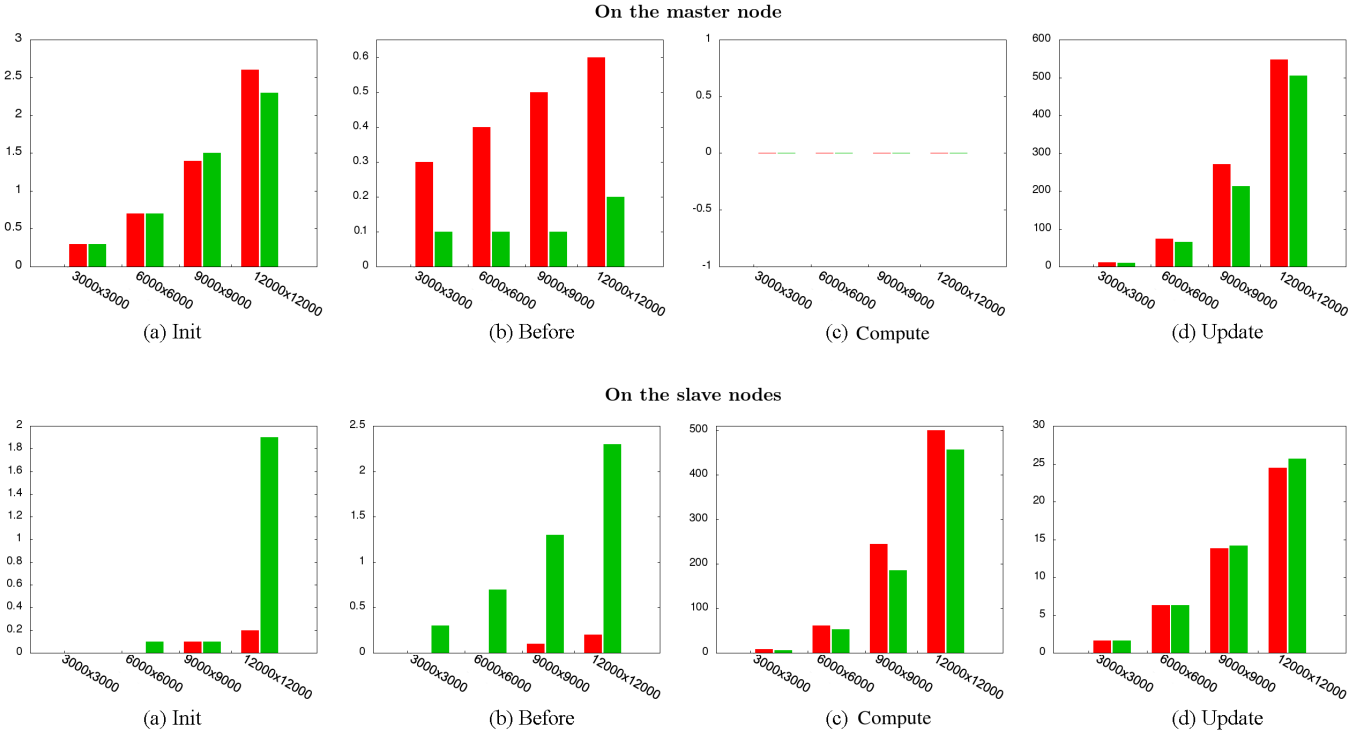 On the master node
3
2.5
2
1.5
1
0.5
0
3000x3000
6000x6000
9000x9000
12000x12000
(a) Init
0.6
0.5
0.4
0.3
0.2
0.1
0
3000x3000
6000x6000
9000x9000
12000x12000
(b) Before
1
0.5
0
-0.5
-1
3000x3000
6000x6000
9000x9000
12000x12000
(c) Compute
600
500
400
300
200
100
0
3000x3000
6000x6000
9000x9000
12000x12000
(d) Update
On the slave nodes
2
1.8
1.6
1.4
1.2
1
0.8
0.6
0.4
0.2
0
3000x3000
6000x6000
9000x9000
12000x12000
(a) Init
2.5
2
1.5
1
0.5
0
3000x3000
6000x6000
9000x9000
12000x12000
(b) Before
500
400
300
200
100
0
3000x3000
6000x6000
9000x9000
12000x12000
(c) Compute
30
25
20
15
10
5
0
3000x3000
6000x6000
9000x9000
12000x12000
(d) Update